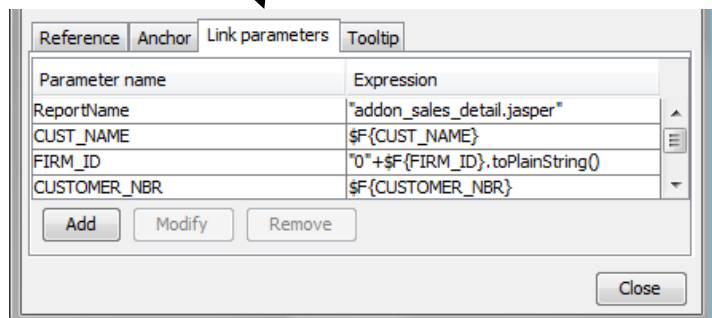 Reference Anchor Link parameters Tooltip
Parameter name Expression
ReportName "addon_sales_detail.jasper"
CUST_NAME $F{CUST_NAME}
FIRM_ID "0"+$F{FIRM_ID}.toPlainString()
CUSTOMER_NBR $F{CUSTOMER_NBR}
Add Modify Remove
Close